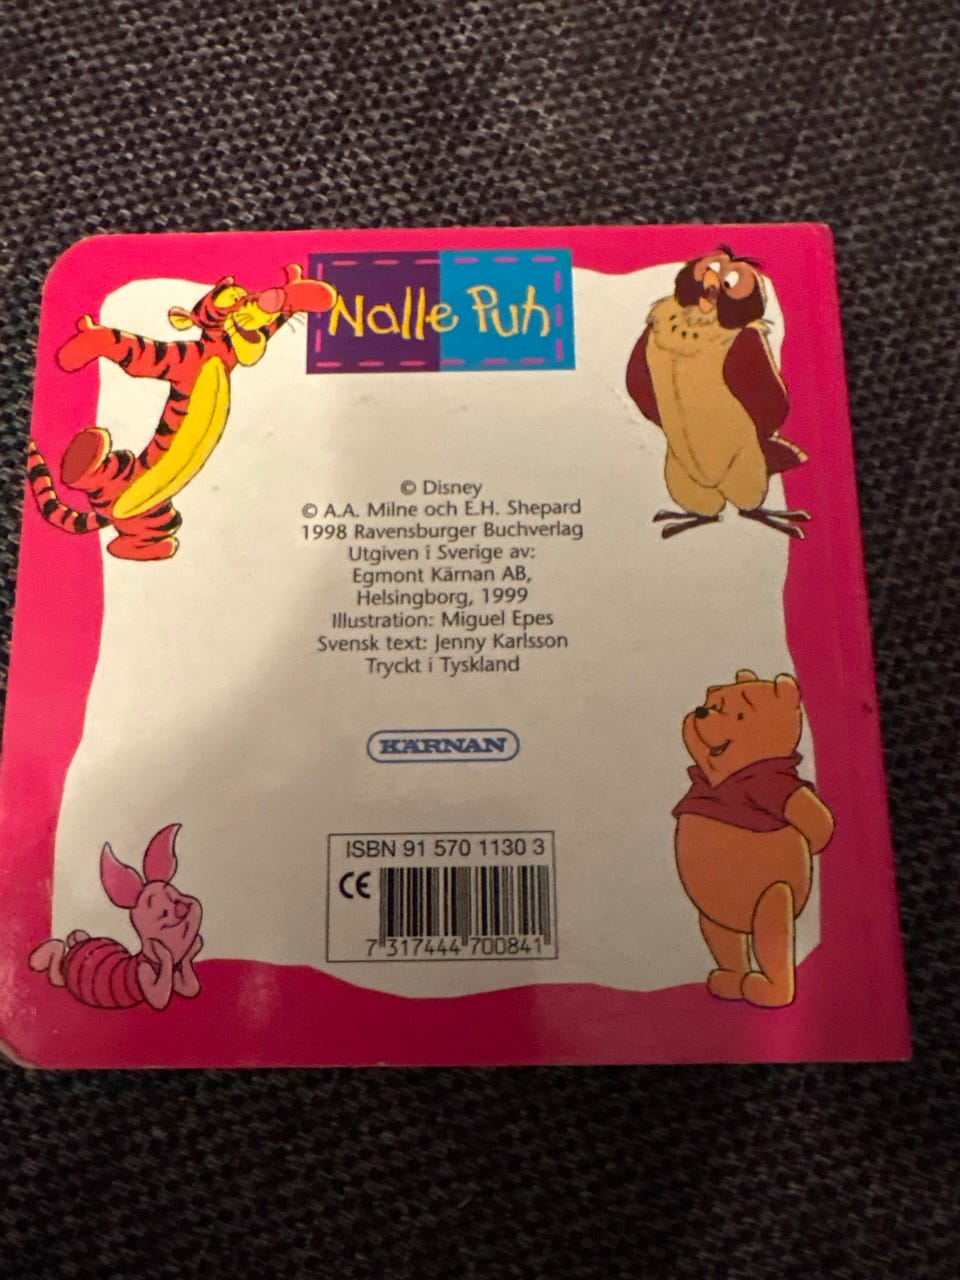 Nalle Puh
© Disney
© A.A. Milne och E.H. Shepard
1998 Ravensburger Buchverlag
Utgiven i Sverige av:
Egmont Kärnan AB,
Helsingborg, 1999
Illustration: Miguel Epes
Svensk text: Jenny Karlsson
Tryckt i Tyskland
KÄRNAN
ISBN 91 570 1130 3
CE
7 317444 700841